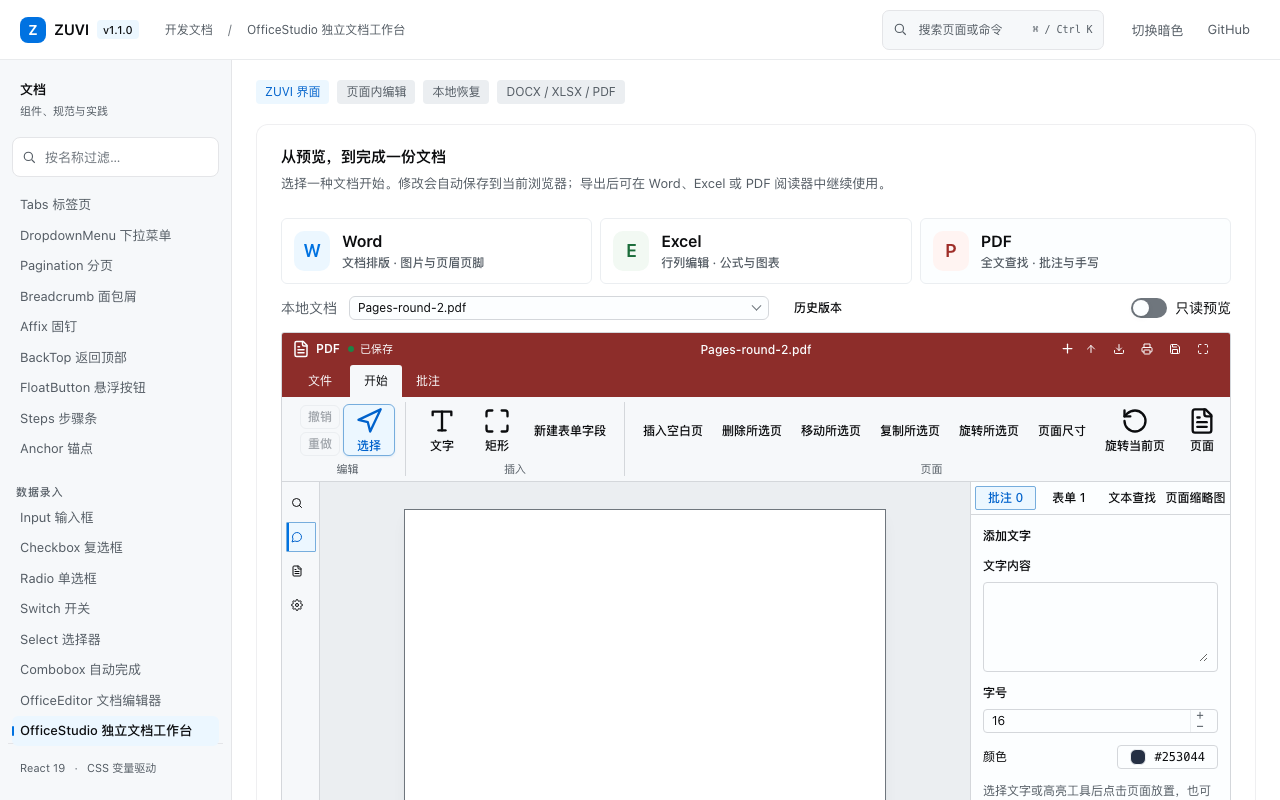 Z ZUVI v1.1.0 开发文档 / OfficeStudio 独立文档工作台 搜索页面或命令 ⌘ / Ctrl K 切换暗色 GitHub
文档
组件、规范与实践
按名称过滤...
Tabs 标签页
DropdownMenu 下拉菜单
Pagination 分页
Breadcrumb 面包屑
Affix 固钉
BackTop 返回顶部
FloatButton 悬浮按钮
Steps 步骤条
Anchor 锚点
数据录入
Input 输入框
Checkbox 复选框
Radio 单选框
Switch 开关
Select 选择器
Combobox 自动完成
OfficeEditor 文档编辑器
OfficeStudio 独立文档工作台
React 19 · CSS 变量驱动
ZUVI 界面 页面内编辑 本地恢复 DOCX / XLSX / PDF
从预览，到完成一份文档
选择一种文档开始。修改会自动保存到当前浏览器；导出后可在 Word、Excel 或 PDF 阅读器中继续使用。
W Word
文档排版 · 图片与页眉页脚
E Excel
行列编辑 · 公式与图表
P PDF
全文查找 · 批注与手写
本地文档 Pages-round-2.pdf 历史版本 只读预览
PDF 已保存 Pages-round-2.pdf
文件 开始 批注
撤销
重做
选择
编辑
文字 矩形 新建表单字段
插入
插入空白页 删除所选页 移动所选页 复制所选页 旋转所选页 页面尺寸 旋转当前页 页面
页面
批注 0 表单 1 文本查找 页面缩略图
添加文字
文字内容
字号
16
颜色 #253044
选择文字或高亮工具后点击页面放置，也可